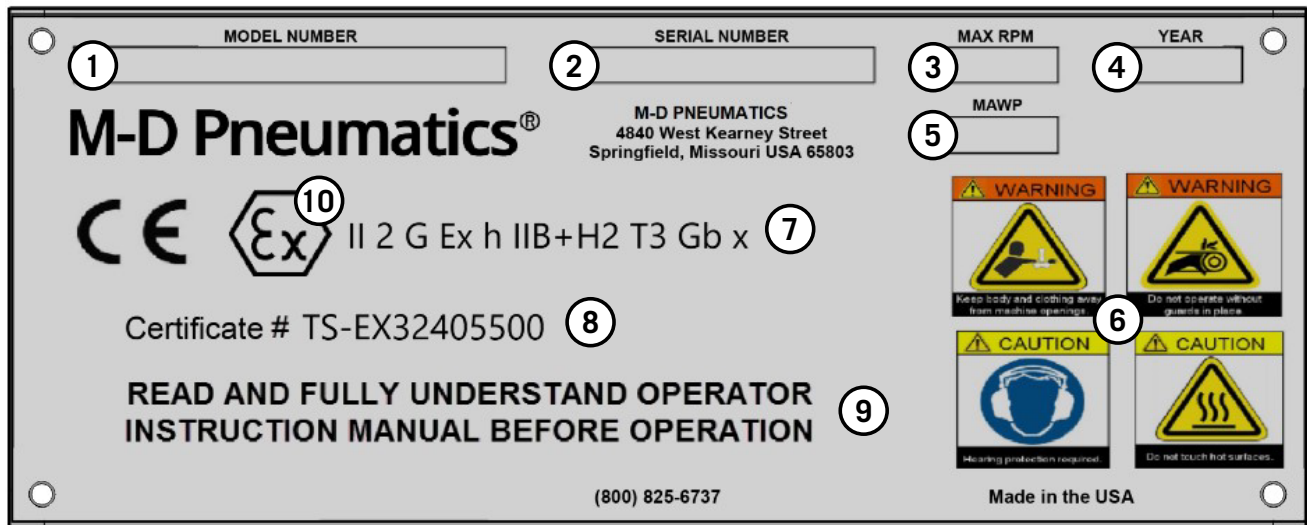 MODEL NUMBER SERIAL NUMBER MAX RPM YEAR
1 2 3 4
M-D Pneumatics®
M-D PNEUMATICS
4840 West Kearney Street
Springfield, Missouri USA 65803
MAWP
5
CE Ex 10 II 2 G Ex h IIB+H2 T3 Gb x 7
Certificate # TS-EX32405500 8
READ AND FULLY UNDERSTAND OPERATOR
INSTRUCTION MANUAL BEFORE OPERATION
9
WARNING
Keep body and clothing away
from machine openings.
WARNING
Do not operate without
guards in place.
6
CAUTION
Hearing protection required.
CAUTION
Do not touch hot surfaces.
(800) 825-6737 Made in the USA